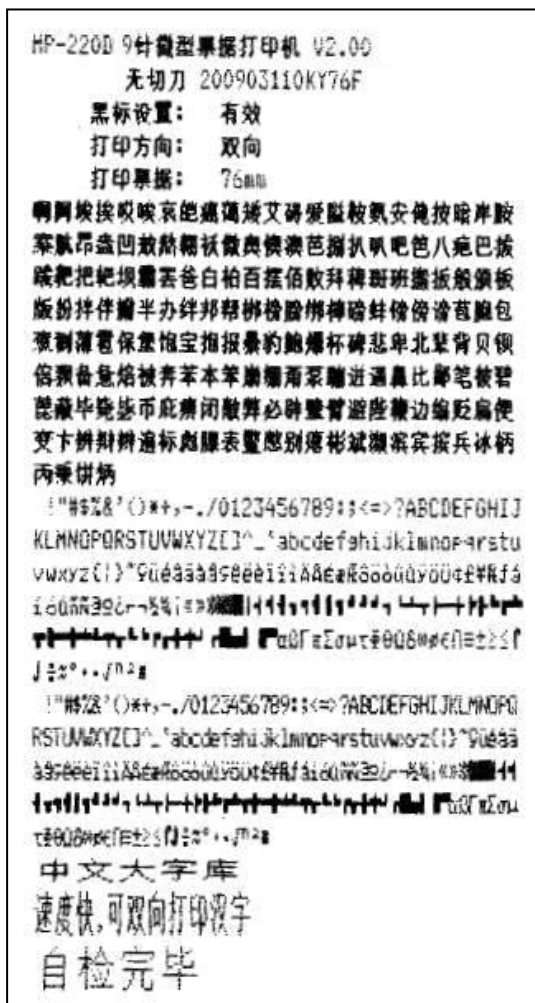 HP-220D 9针微型票据打印机 V2.00
无切刀 200903110KY76F
黑标设置: 有效
打印方向: 双向
打印票据: 76mm
啊阿埃挨哎唉哀皑癌蔼矮艾碍爱隘鞍氨安俺按暗岸胺
案肮昂盎凹敖熬翱袄傲奥懊澳芭捌扒叭吧笆八疤巴拔
跋靶把耙坝霸罢爸白柏百摆佰败拜稗斑班搬扳般颁板
版扮拌伴瓣半办绊邦帮梆榜膀绑棒磅蚌镑傍谤苞胞包
褒剥薄雹保堡饱宝抱报暴豹鲍爆杯碑悲卑北辈背贝钡
倍狈备惫焙被奔苯本笨崩绷甭泵蹦迸逼鼻比鄙笔彼碧
蓖蔽毕毙毖币庇痹闭敝弊必辟壁臂避陛鞭边编贬扁便
变卞辨辩辫遍标彪膘表鳖憋别瘪彬斌濒滨宾摈兵冰柄
丙秉饼炳
!"#$%&'()*+,-./0123456789:;<=>?ABCDEFGHIJ
KLMNOPQRSTUVWXYZ[]^_'abcdefghijklmnopqrstu
vwxyz{|}~
!"#$%&'()*+,-./0123456789:;<=>?ABCDEFGHIJKLMNOPQ
RSTUVWXYZ[]^_'abcdefghijklmnopqrstuvwxyz{|}~
中文大字库
速度快,可双向打印汉字
自检完毕